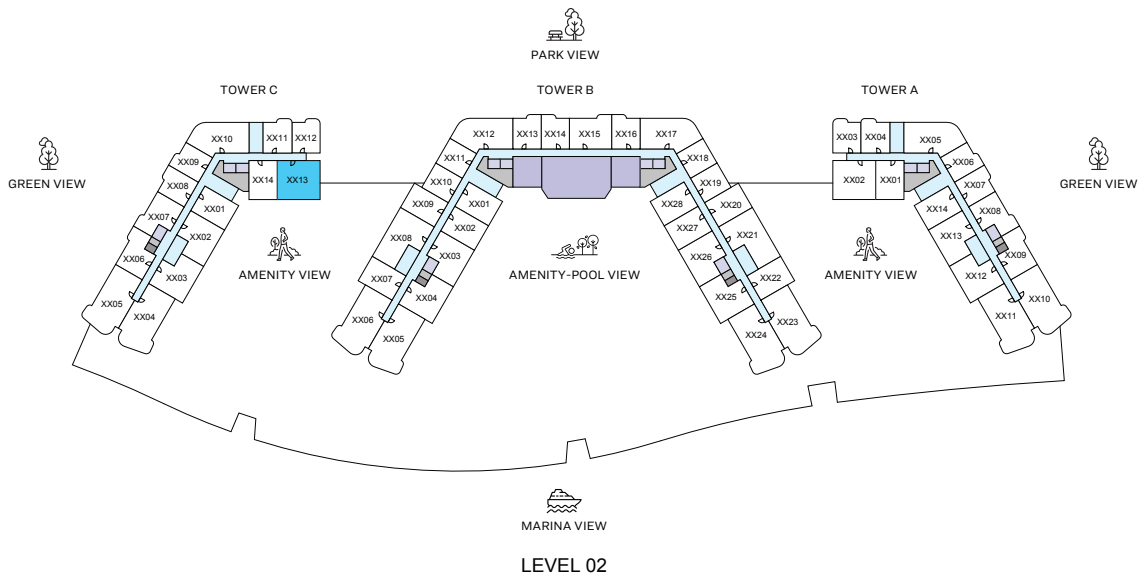 PARK VIEW
TOWER C
TOWER B
TOWER A
GREEN VIEW
GREEN VIEW
XX10
XX11
XX12
XX09
XX08
XX07
XX06
XX05
XX04
XX03
XX02
XX01
XX14
XX13
AMENITY VIEW
XX12
XX13
XX14
XX15
XX16
XX17
XX11
XX10
XX09
XX08
XX07
XX06
XX05
XX04
XX03
XX02
XX01
XX18
XX19
XX20
XX21
XX22
XX23
XX24
XX25
XX26
XX27
XX28
AMENITY-POOL VIEW
XX03
XX04
XX05
XX02
XX01
XX06
XX07
XX08
XX09
XX10
XX11
XX12
XX13
XX14
AMENITY VIEW
MARINA VIEW
LEVEL 02